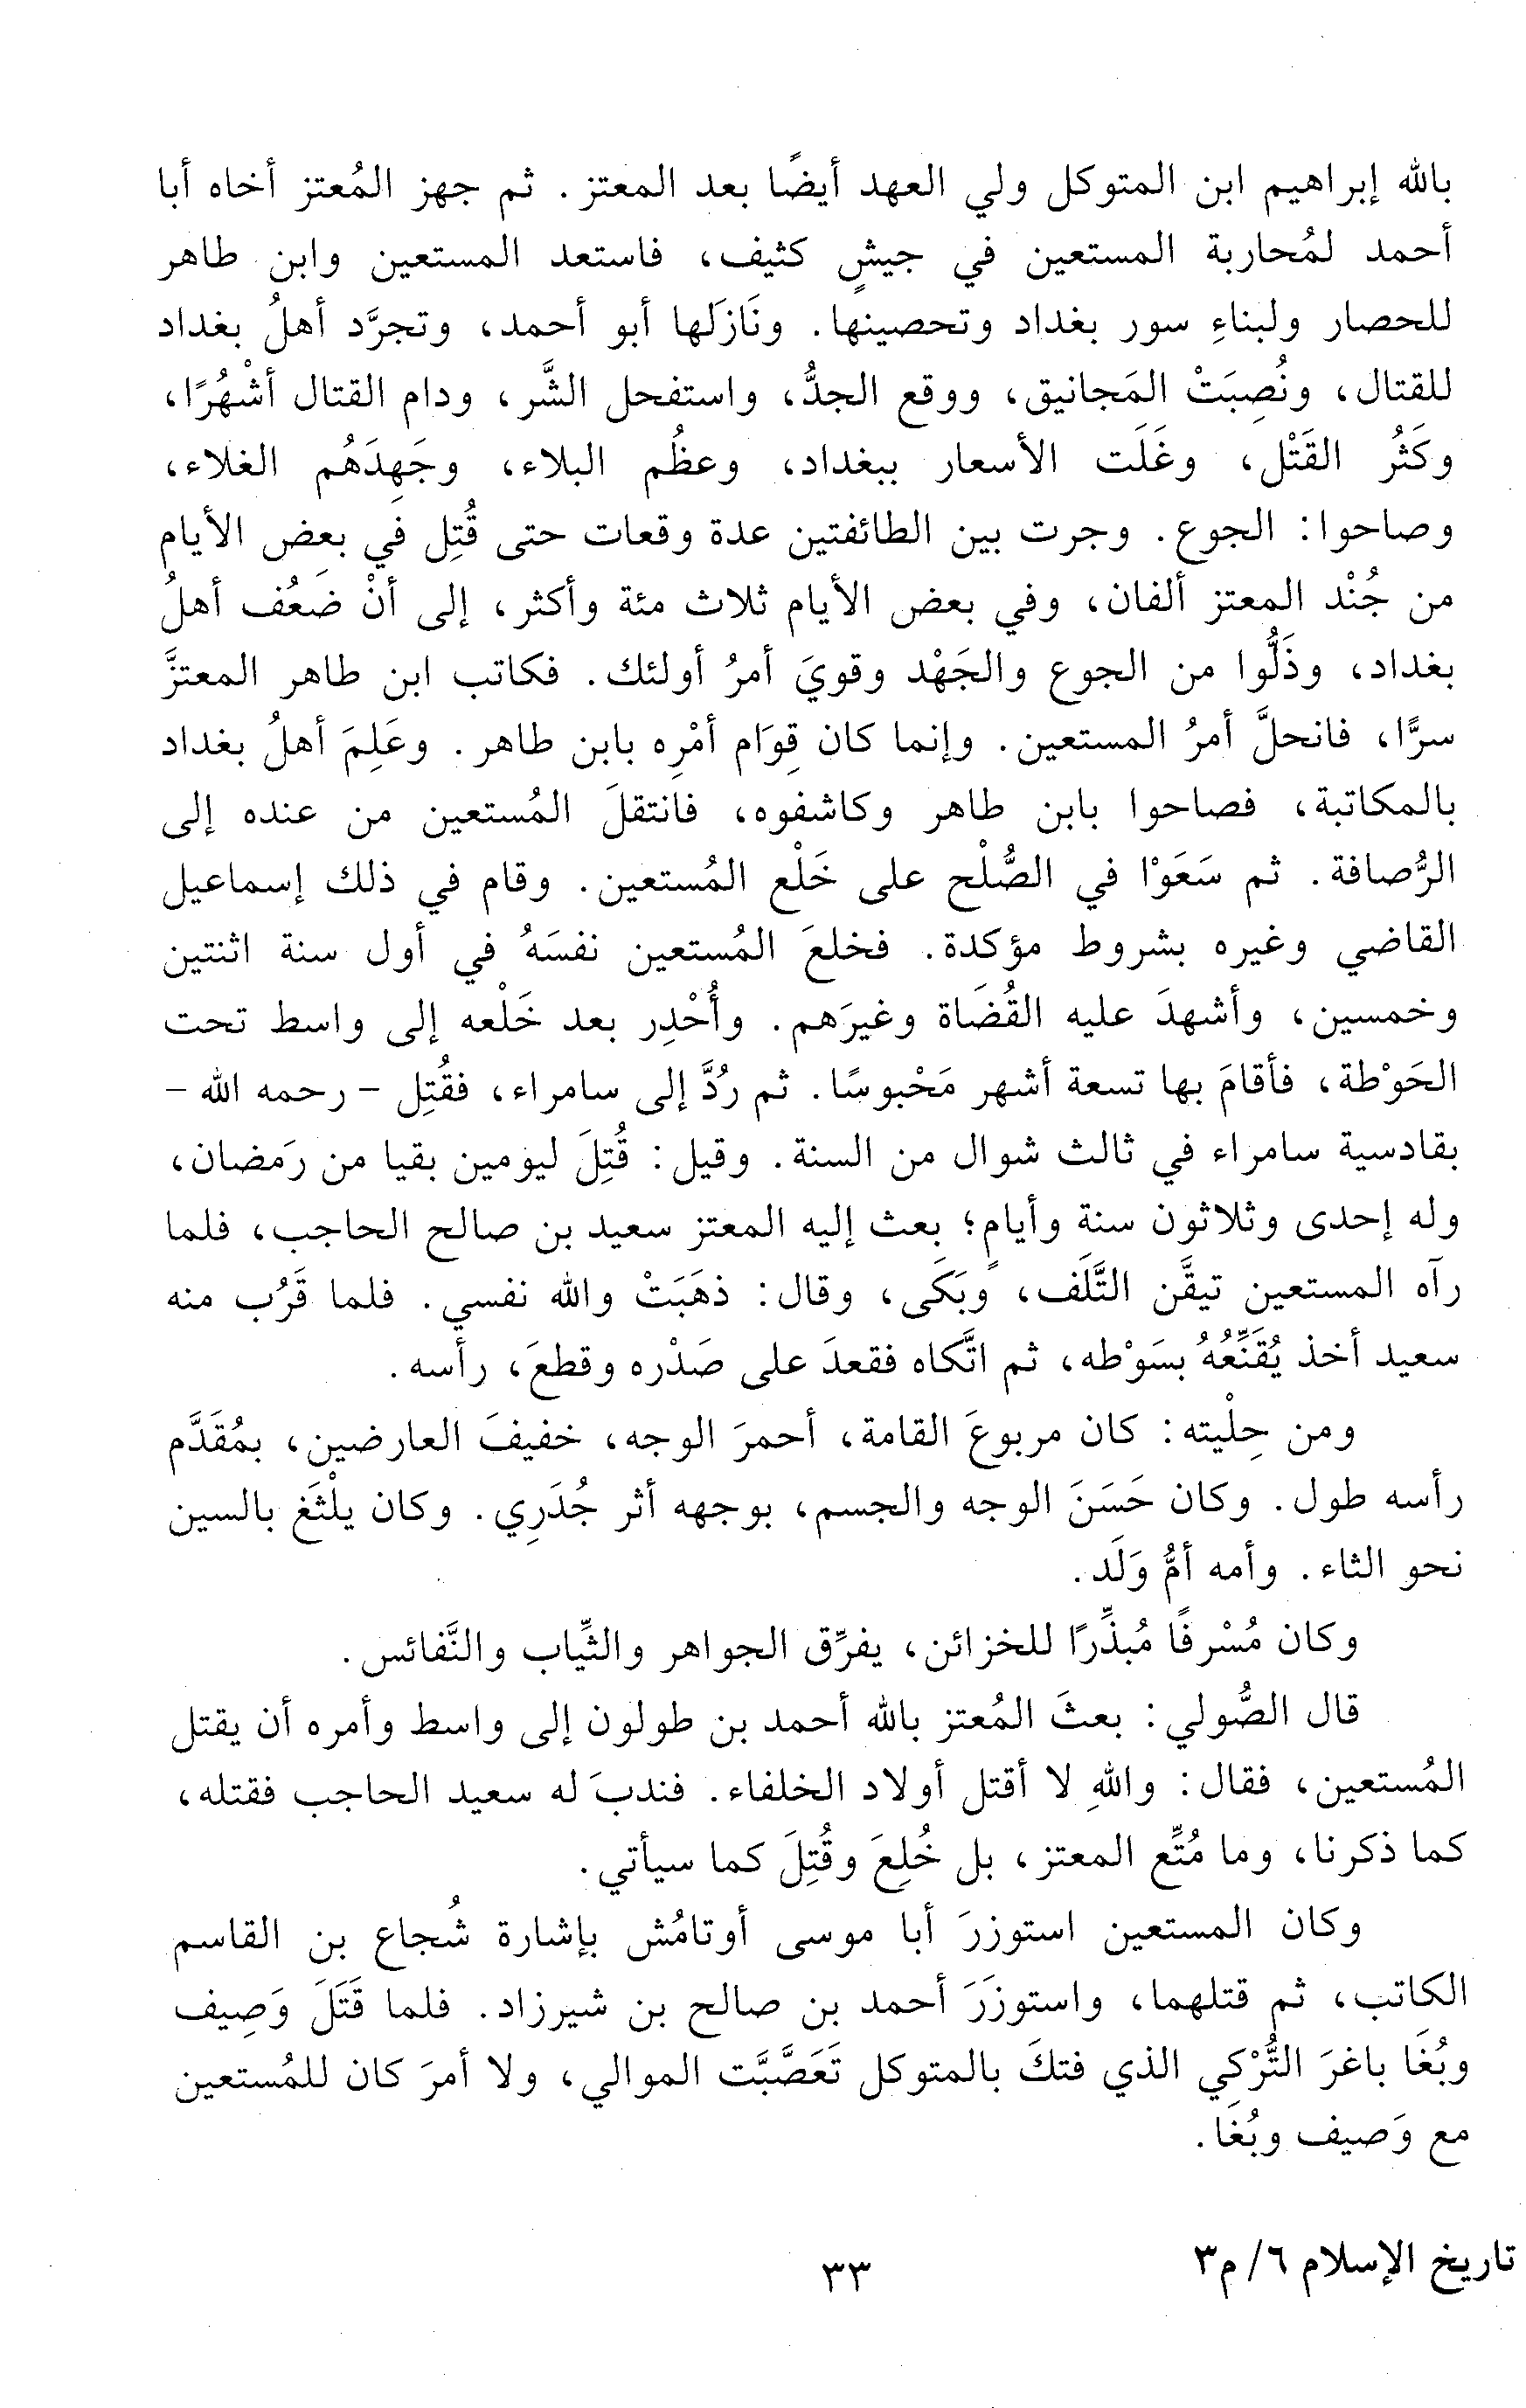 بالله إبراهيم ابن المتوكل ولي العهد أيضًا بعد المعتز. ثم جهز المُعتز أخاه أبا
أحمد لمُحاربة المستعين في جيشٍ كثيف، فاستعد المستعين وابن طاهر
للحصار ولبناءِ سور بغداد وتحصينها. ونَازَلها أبو أحمد، وتجرَّد أهلُ بغداد
للقتال، ونُصِبَتْ المَجانيق، ووقع الجدُّ، واستفحل الشَّر، ودام القتال أشْهُرًا،
وكَثُر القَتْل، وغَلَت الأسعار ببغداد، وعظُم البلاء، وجَهِدَهُم الغلاء،
وصاحوا: الجوع. وجرت بين الطائفتين عدة وقعات حتى قُتِل في بعض الأيام
من جُنْد المعتز ألفان، وفي بعض الأيام ثلاث مئة وأكثر، إلى أنْ ضَعُف أهلُ
بغداد، وذَلُّوا من الجوع والجَهْد وقويَ أمرُ أولئك. فكاتب ابن طاهر المعتزَّ
سرًّا، فانحلَّ أمرُ المستعين. وإنما كان قِوَام أمْرِه بابن طاهر. وعَلِمَ أهلُ بغداد
بالمكاتبة، فصاحوا بابن طاهر وكاشفوه، فانتقلَ المُستعين من عنده إلى
الرُّصافة. ثم سَعَوْا في الصُّلْح على خَلْع المُستعين. وقام في ذلك إسماعيل
القاضي وغيره بشروط مؤكدة. فخلعَ المُستعين نفسَهُ في أول سنة اثنتين
وخمسين، وأشهدَ عليه القُضَاة وغيرَهم. وأُحْدِر بعد خَلْعه إلى واسط تحت
الحَوْطة، فأقامَ بها تسعة أشهر مَحْبوسًا. ثم رُدَّ إلى سامراء، فقُتِل - رحمه الله -
بقادسية سامراء في ثالث شوال من السنة. وقيل: قُتِلَ ليومين بقيا من رَمضان،
وله إحدى وثلاثون سنة وأيامٍ؛ بعث إليه المعتز سعيد بن صالح الحاجب، فلما
رآه المستعين تيقَّن التَّلَف، وبَكَى، وقال: ذهَبَتْ والله نفسي. فلما قَرُب منه
سعيد أخذ يُقَنِّعُهُ بسَوْطه، ثم اتَّكاه فقعدَ على صَدْره وقطعَ، رأسه.
ومن حِلْيته: كان مربوعَ القامة، أحمرَ الوجه، خفيفَ العارضين، بمُقَدَّم
رأسه طول. وكان حَسَنَ الوجه والجسم، بوجهه أثر جُدَرِي. وكان يلْثَغ بالسين
نحو الثاء. وأمه أمُّ وَلَد.
وكان مُسْرفًا مُبذِّرًا للخزائن، يفرِّق الجواهر والثِّياب والنَّفائس.
قال الصُّولي: بعثَ المُعتز بالله أحمد بن طولون إلى واسط وأمره أن يقتل
المُستعين، فقال: واللهِ لا أقتل أولاد الخلفاء. فندبَ له سعيد الحاجب فقتله،
كما ذكرنا، وما مُتِّع المعتز، بل خُلِعَ وقُتِلَ كما سيأتي.
وكان المستعين استوزرَ أبا موسى أوتامُش بإشارة شُجاع بن القاسم
الكاتب، ثم قتلهما، واستوزَرَ أحمد بن صالح بن شيرزاد. فلما قَتَلَ وَصِيف
وبُغَا باغرَ التُّرْكِي الذي فتكَ بالمتوكل تَعَصَّبَّت الموالي، ولا أمرَ كان للمُستعين
مع وَصيف وبُغَا.
تاريخ الإسلام ٦/ م٣
٣٣